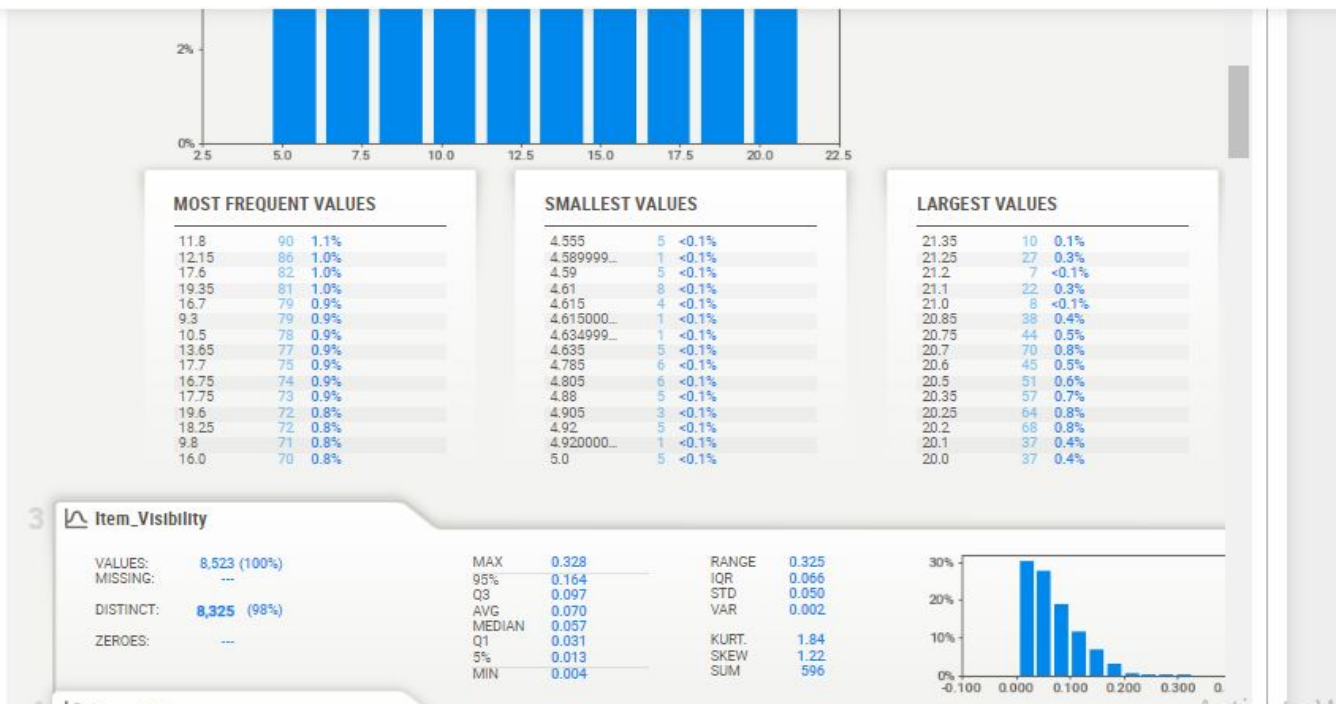 2%
0%
2.5 5.0 7.5 10.0 12.5 15.0 17.5 20.0 22.5
MOST FREQUENT VALUES
11.8 90 1.1%
12.15 86 1.0%
17.6 82 1.0%
19.35 81 1.0%
16.7 79 0.9%
9.3 79 0.9%
10.5 78 0.9%
13.65 77 0.9%
17.7 75 0.9%
16.75 74 0.9%
17.75 73 0.9%
19.6 72 0.8%
18.25 72 0.8%
9.8 71 0.8%
16.0 70 0.8%
SMALLEST VALUES
4.555 5 <0.1%
4.589999... 1 <0.1%
4.59 5 <0.1%
4.61 8 <0.1%
4.615 4 <0.1%
4.615000... 1 <0.1%
4.634999... 1 <0.1%
4.635 5 <0.1%
4.785 6 <0.1%
4.805 6 <0.1%
4.88 5 <0.1%
4.905 3 <0.1%
4.92 5 <0.1%
4.920000... 1 <0.1%
5.0 5 <0.1%
LARGEST VALUES
21.35 10 0.1%
21.25 27 0.3%
21.2 7 <0.1%
21.1 22 0.3%
21.0 8 <0.1%
20.85 38 0.4%
20.75 44 0.5%
20.7 70 0.8%
20.6 45 0.5%
20.5 51 0.6%
20.35 57 0.7%
20.25 64 0.8%
20.2 68 0.8%
20.1 37 0.4%
20.0 37 0.4%
3 Item_Visibility
VALUES: 8,523 (100%)
MISSING: ---
DISTINCT: 8,325 (98%)
ZEROES: ---
MAX 0.328
95% 0.164
Q3 0.097
AVG 0.070
MEDIAN 0.057
Q1 0.031
5% 0.013
MIN 0.004
RANGE 0.325
IQR 0.066
STD 0.050
VAR 0.002
KURT. 1.84
SKEW 1.22
SUM 596
30%
20%
10%
0%
-0.100 0.000 0.100 0.200 0.300 0.